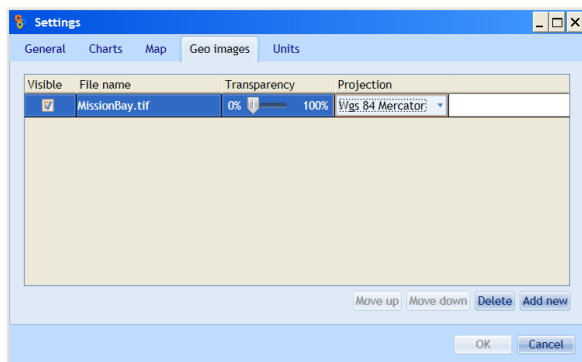 Settings
General Charts Map Geo images Units
Visible File name Transparency Projection
MissionBay.tif 0% 100% Wgs 84 Mercator
Move up Move down Delete Add new
OK Cancel